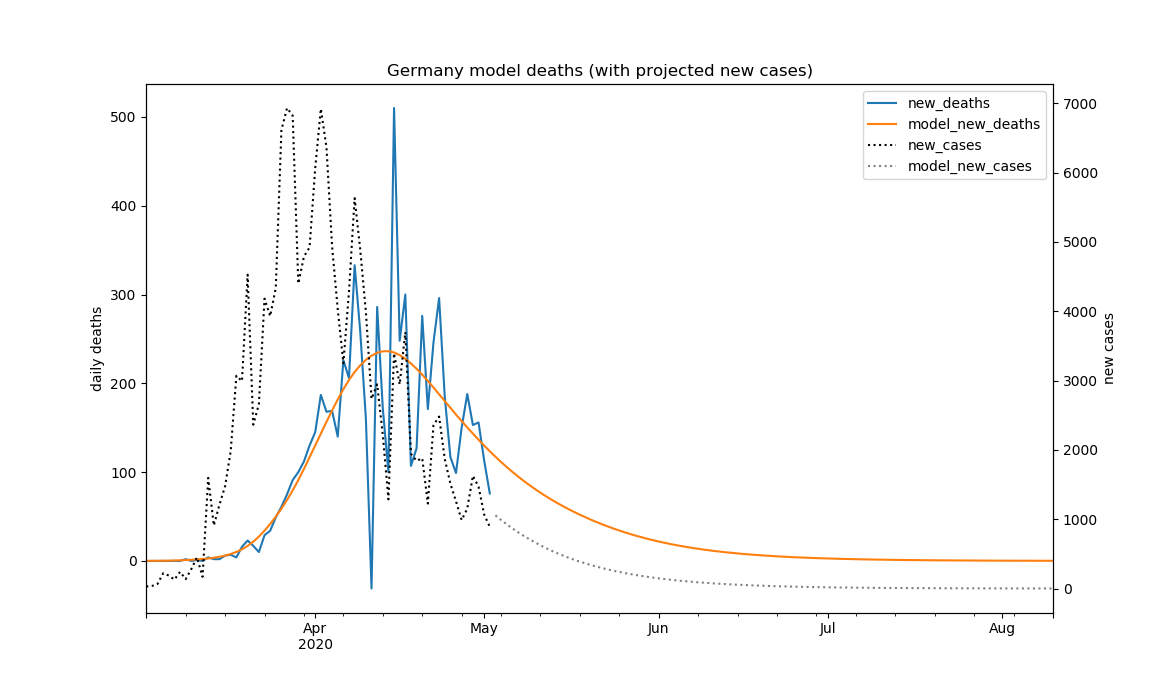 Germany model deaths (with projected new cases)
new_deaths
model_new_deaths
new_cases
model_new_cases
500
400
300
200
100
0
daily deaths
7000
6000
5000
4000
3000
2000
1000
0
new cases
Apr
2020
May
Jun
Jul
Aug